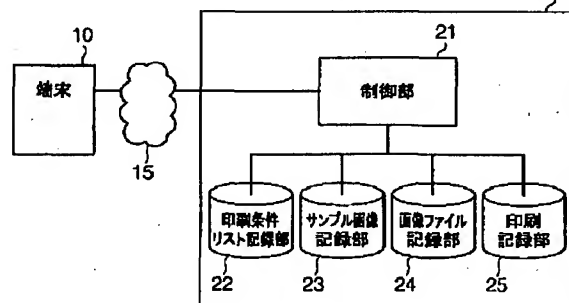 10
端末
15
21
制御部
印刷条件
リスト記録部
22
サンプル画像
記録部
23
画像ファイル
記録部
24
印刷
記録部
25